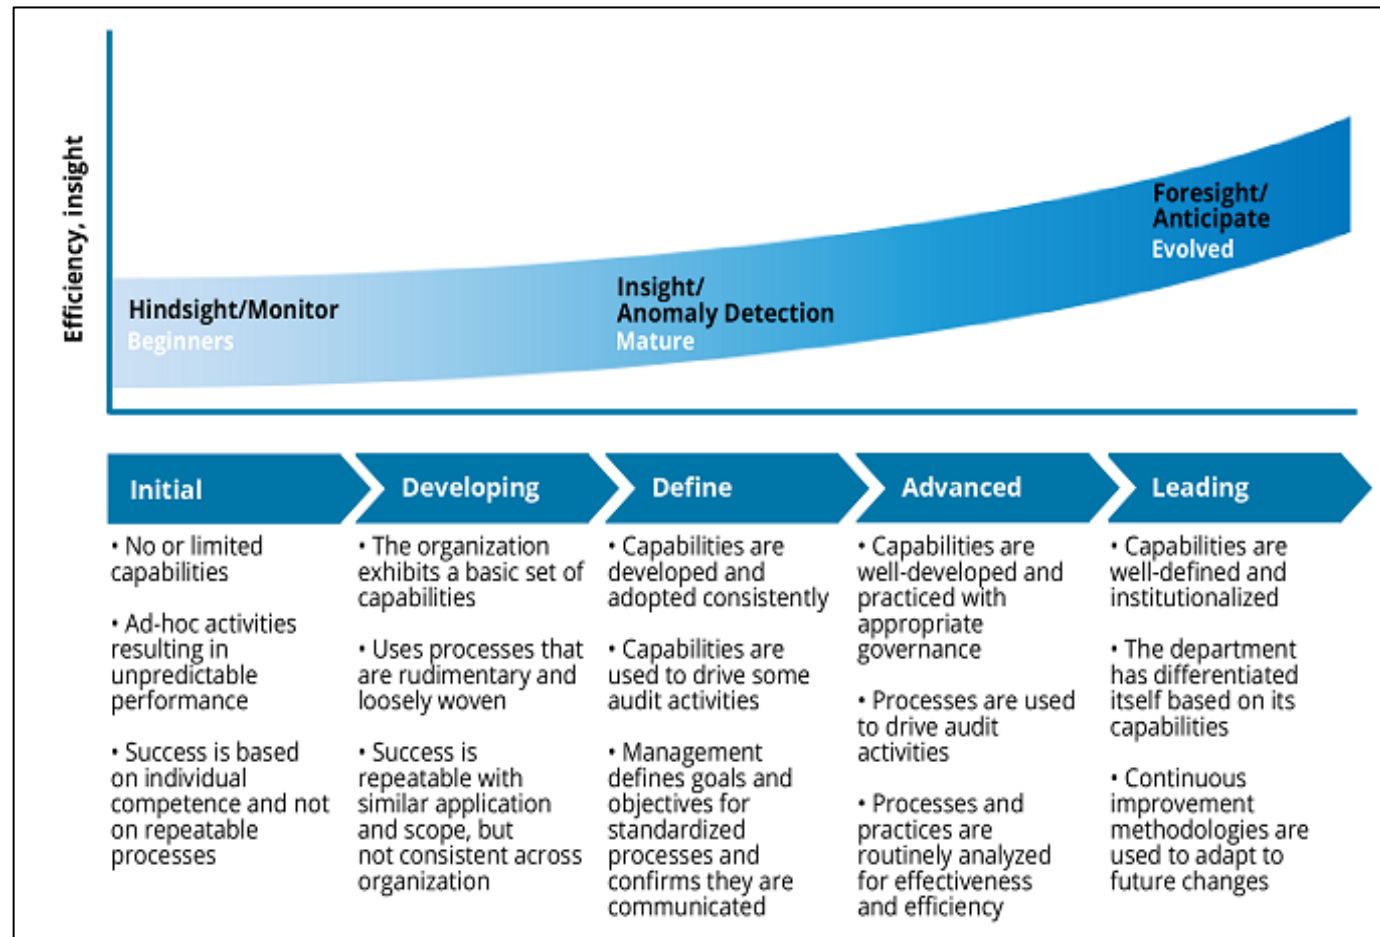 Efficiency, insight
Hindsight/Monitor
Beginners
Insight/
Anomaly Detection
Mature
Foresight/
Anticipate
Evolved
Initial
• No or limited
capabilities
• Ad-hoc activities
resulting in
unpredictable
performance
• Success is based
on individual
competence and not
on repeatable
processes
Developing
• The organization
exhibits a basic set of
capabilities
• Uses processes that
are rudimentary and
loosely woven
• Success is
repeatable with
similar application
and scope, but
not consistent across
organization
Define
• Capabilities are
developed and
adopted consistently
• Capabilities are
used to drive some
audit activities
• Management
defines goals and
objectives for
standardized
processes and
confirms they are
communicated
Advanced
• Capabilities are
well-developed and
practiced with
appropriate
governance
• Processes are used
to drive audit
activities
• Processes and
practices are
routinely analyzed
for effectiveness
and efficiency
Leading
• Capabilities are
well-defined and
institutionalized
• The department
has differentiated
itself based on its
capabilities
• Continuous
improvement
methodologies are
used to adapt to
future changes